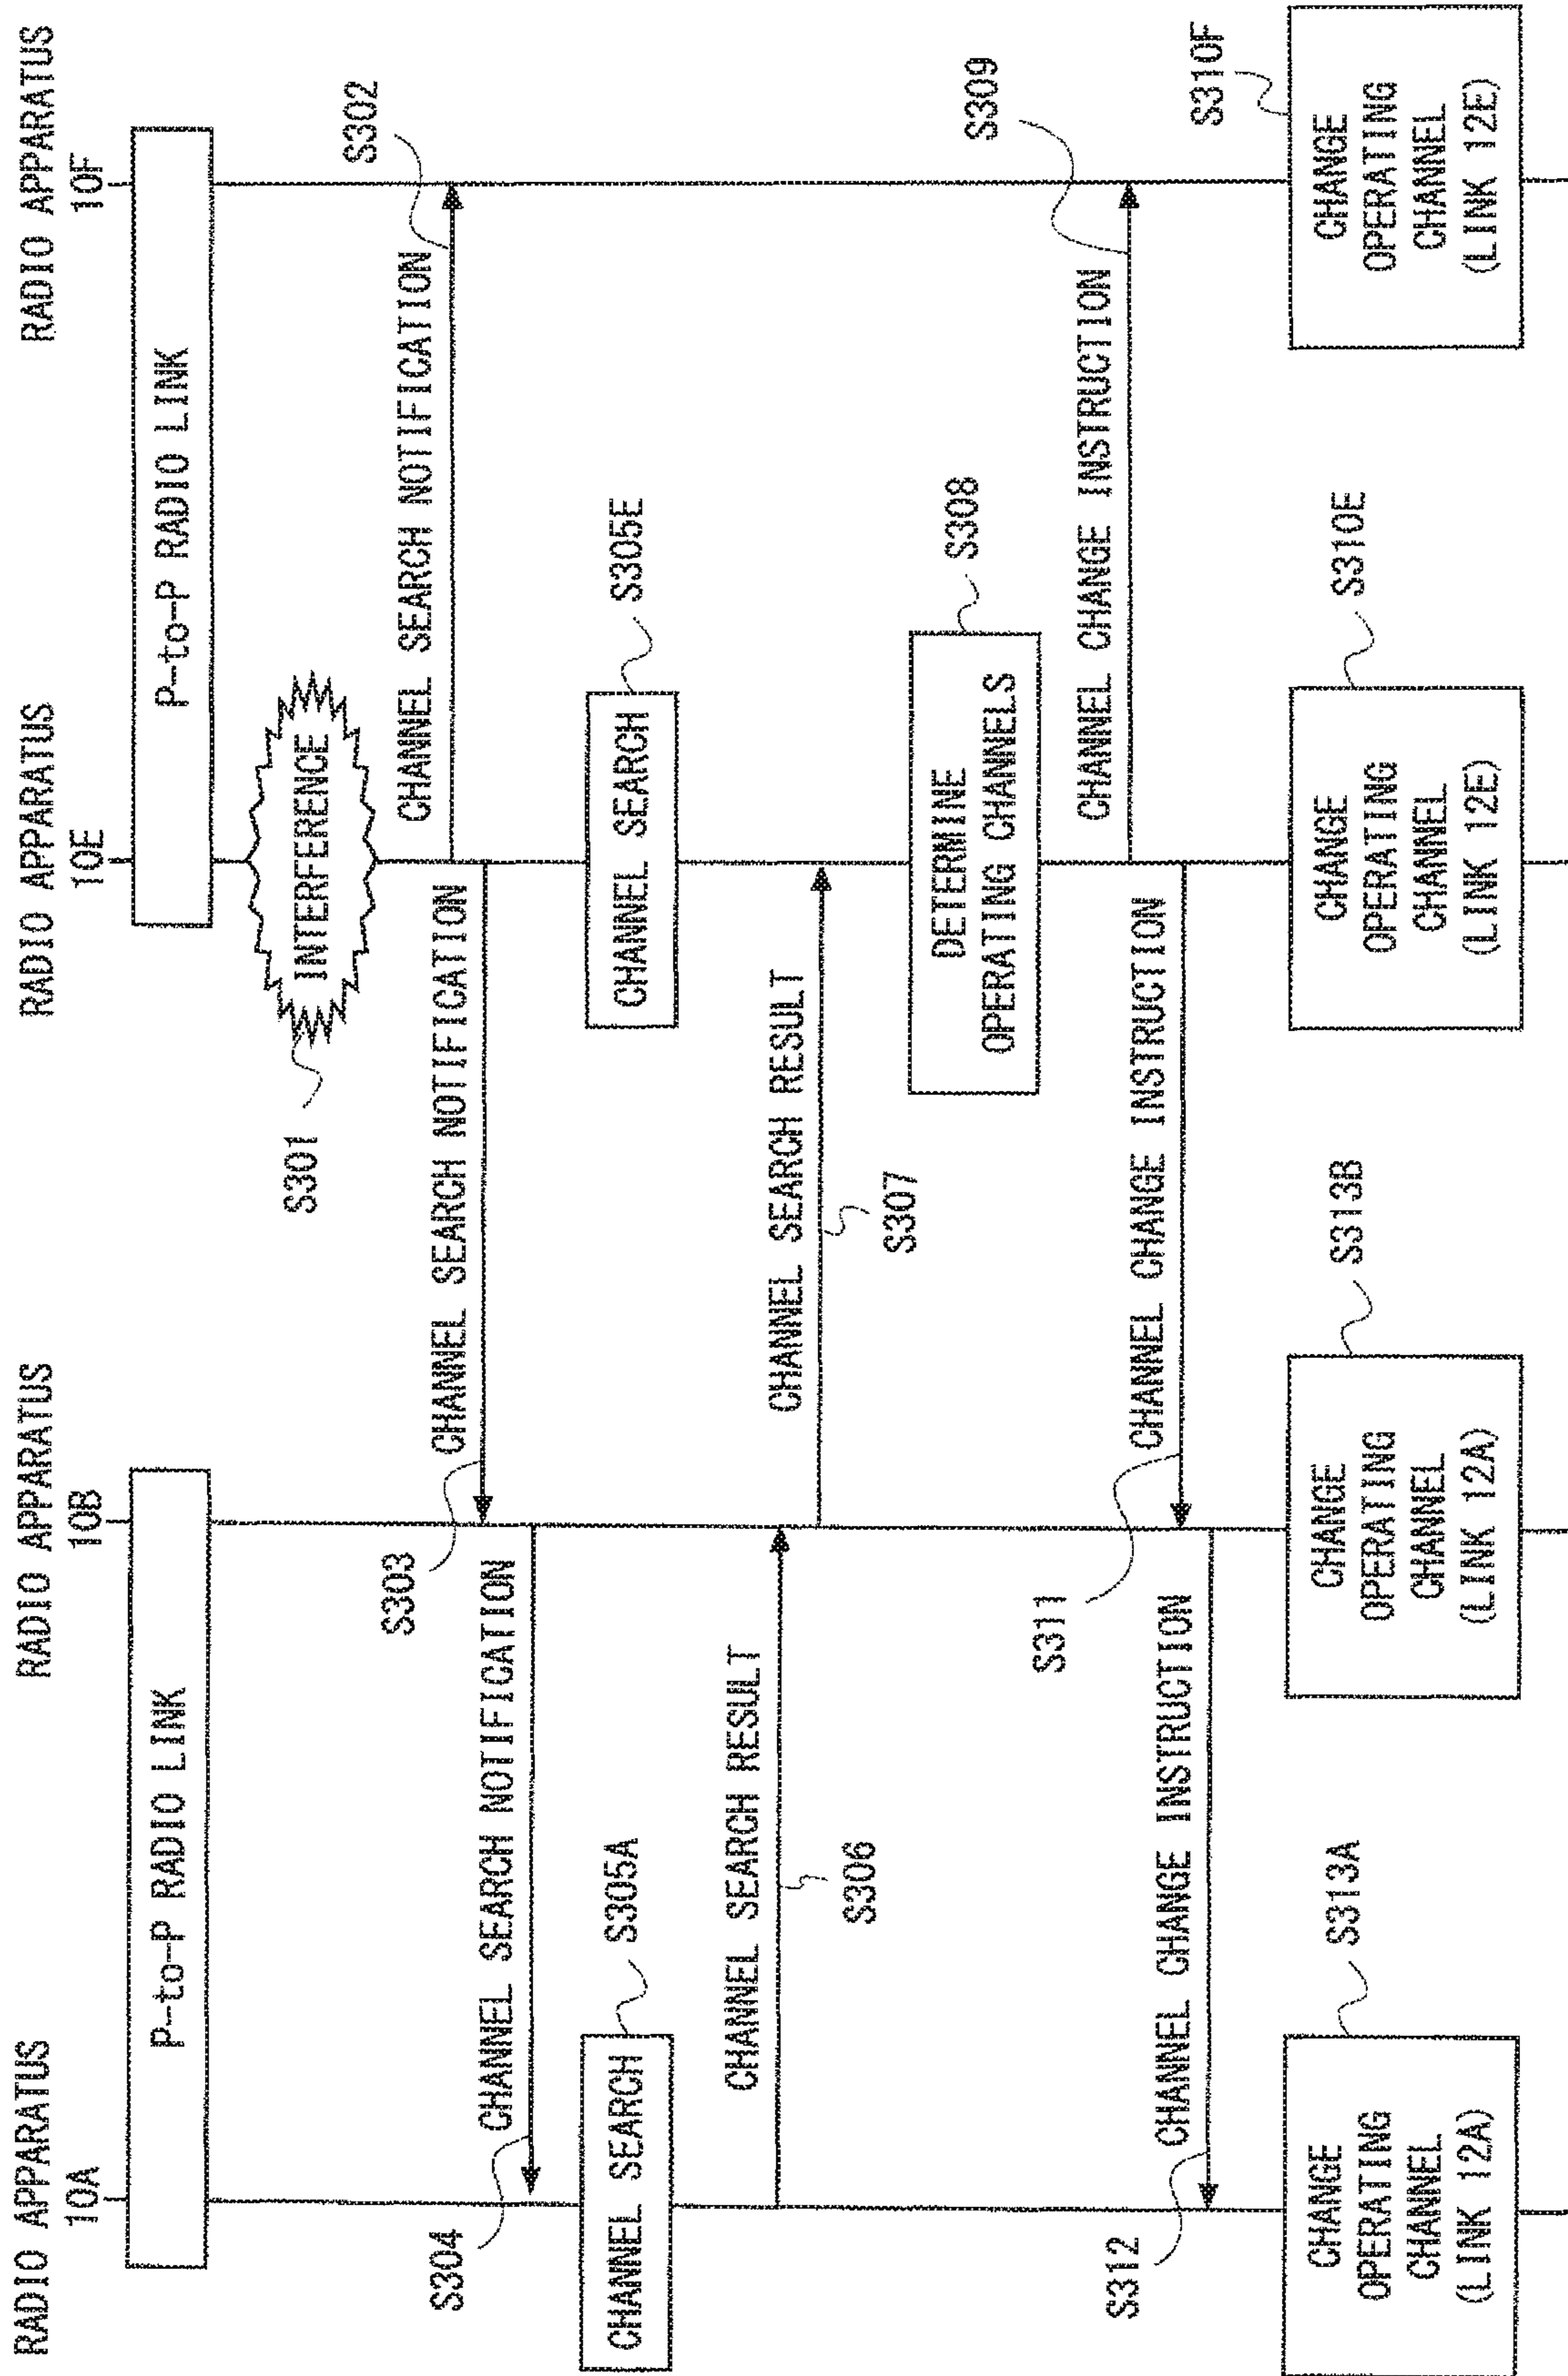 RADIO APPARATUS
10A
RADIO APPARATUS
10B
RADIO APPARATUS
10E
RADIO APPARATUS
10F
P-to-P RADIO LINK
P-to-P RADIO LINK
S301
INTERFERENCE
CHANNEL SEARCH NOTIFICATION
S302
S303
CHANNEL SEARCH NOTIFICATION
S304
CHANNEL SEARCH NOTIFICATION
CHANNEL SEARCH
S305A
CHANNEL SEARCH
S305E
CHANNEL SEARCH RESULT
S306
CHANNEL SEARCH RESULT
S307
DETERMINE
OPERATING CHANNELS
S308
CHANNEL CHANGE INSTRUCTION
S309
S311
CHANNEL CHANGE INSTRUCTION
S312
CHANNEL CHANGE INSTRUCTION
CHANGE
OPERATING
CHANNEL
(LINK 12A)
S313A
CHANGE
OPERATING
CHANNEL
(LINK 12A)
S313B
CHANGE
OPERATING
CHANNEL
(LINK 12E)
S310E
CHANGE
OPERATING
CHANNEL
(LINK 12E)
S310F